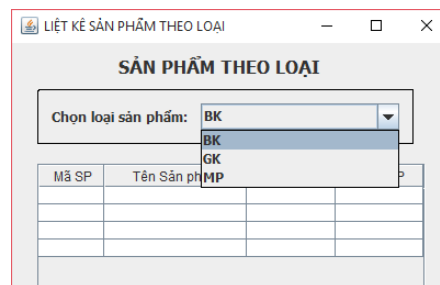 LIỆT KÊ SẢN PHẨM THEO LOẠI
SẢN PHẨM THEO LOẠI
Chọn loại sản phẩm: BK
BK
GK
MP
Mã SP Tên Sản